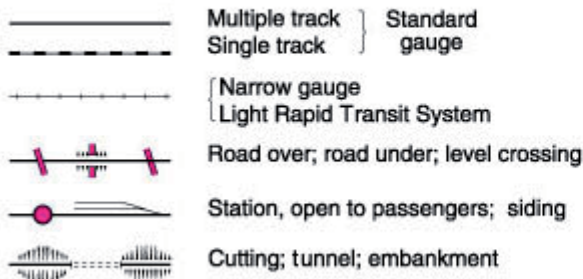 Multiple track
Single track
Standard
gauge
Narrow gauge
Light Rapid Transit System
Road over; road under; level crossing
Station, open to passengers; siding
Cutting; tunnel; embankment